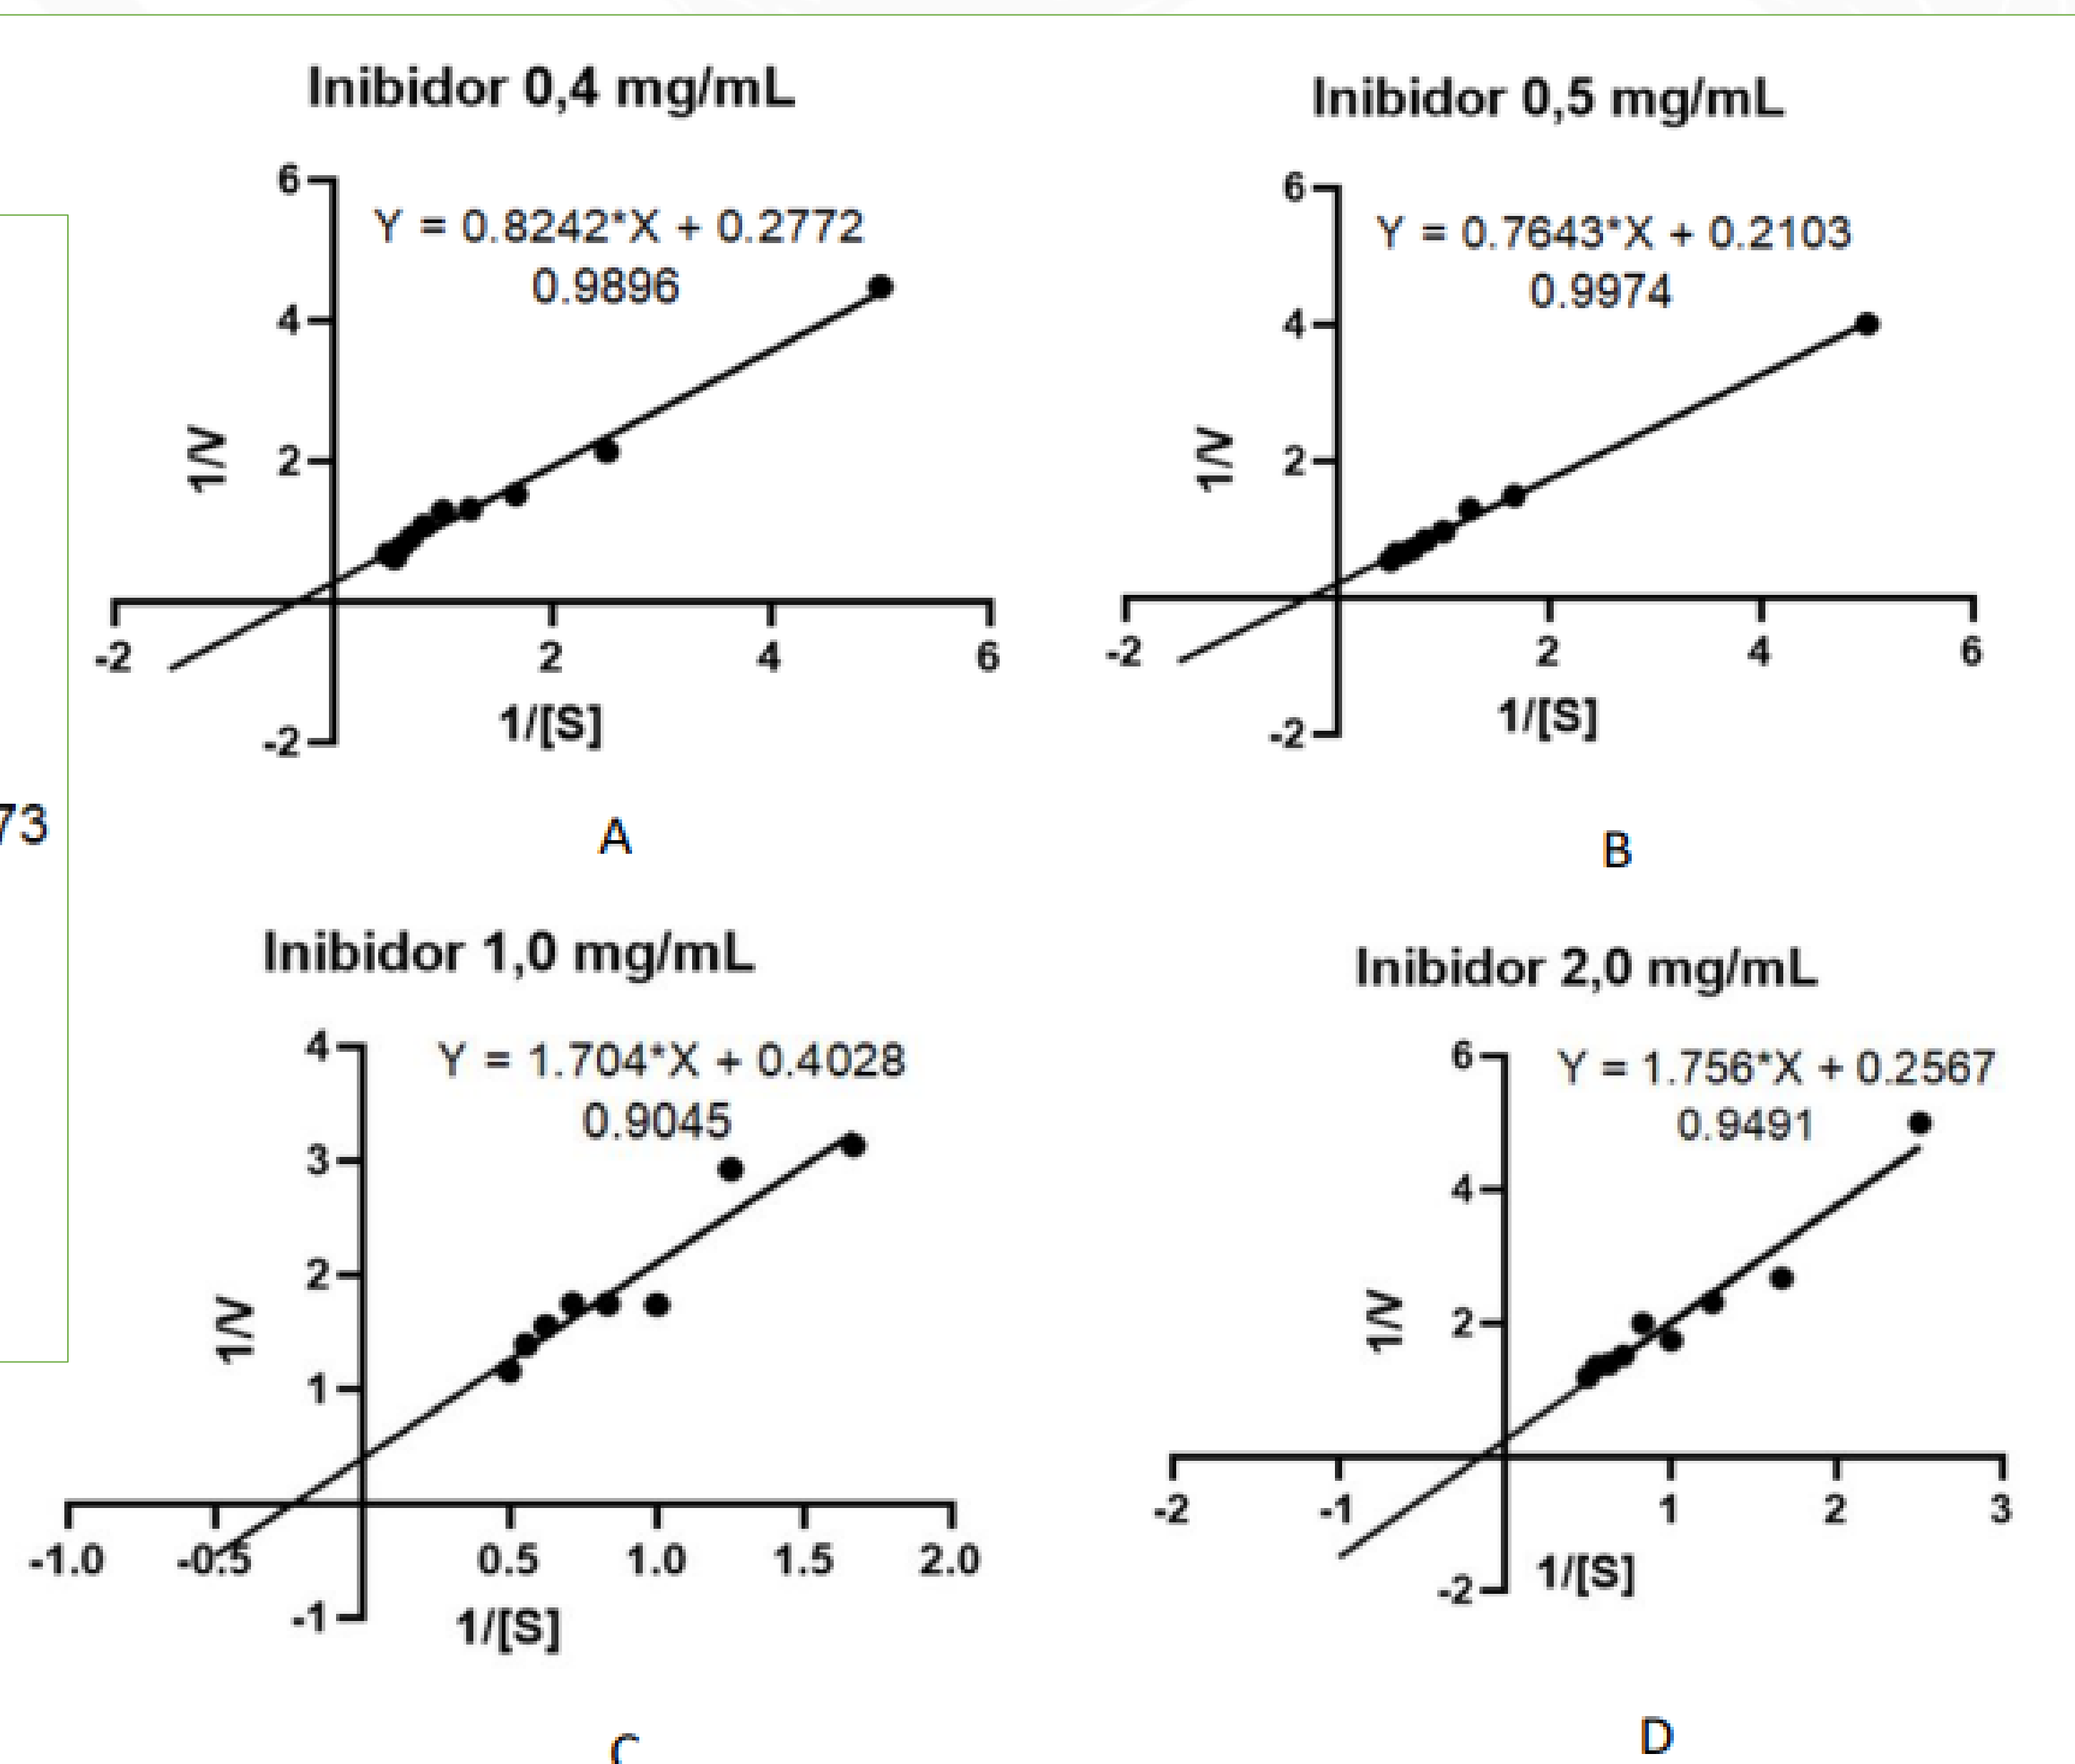 Inibidor 0,4 mg/mL
6
Y = 0.8242*X + 0.2772
0.9896
4
1/V
2
-2
2
4
6
-2
1/[S]
A
Inibidor 0,5 mg/mL
6
Y = 0.7643*X + 0.2103
0.9974
4
1/V
2
-2
2
4
6
-2
1/[S]
B
73
Inibidor 1,0 mg/mL
4
Y = 1.704*X + 0.4028
0.9045
3
2
1/V
1
-1.0
-0.5
0.5
1.0
1.5
2.0
-1
1/[S]
C
Inibidor 2,0 mg/mL
6
Y = 1.756*X + 0.2567
0.9491
4
1/V
2
-2
-1
1
2
3
-2
1/[S]
D